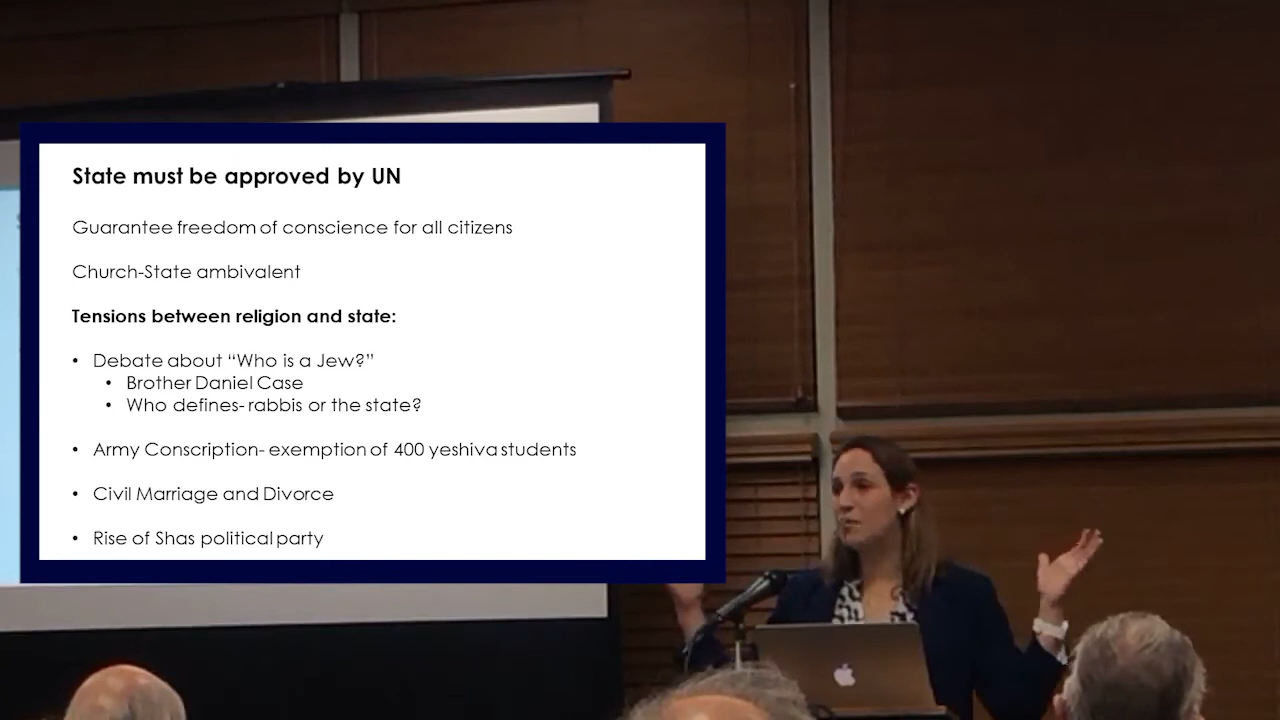 State must be approved by UN
Guarantee freedom of conscience for all citizens
Church-State ambivalent
Tensions between religion and state:
• Debate about “Who is a Jew?”
• Brother Daniel Case
• Who defines- rabbis or the state?
• Army Conscription- exemption of 400 yeshiva students
• Civil Marriage and Divorce
• Rise of Shas political party